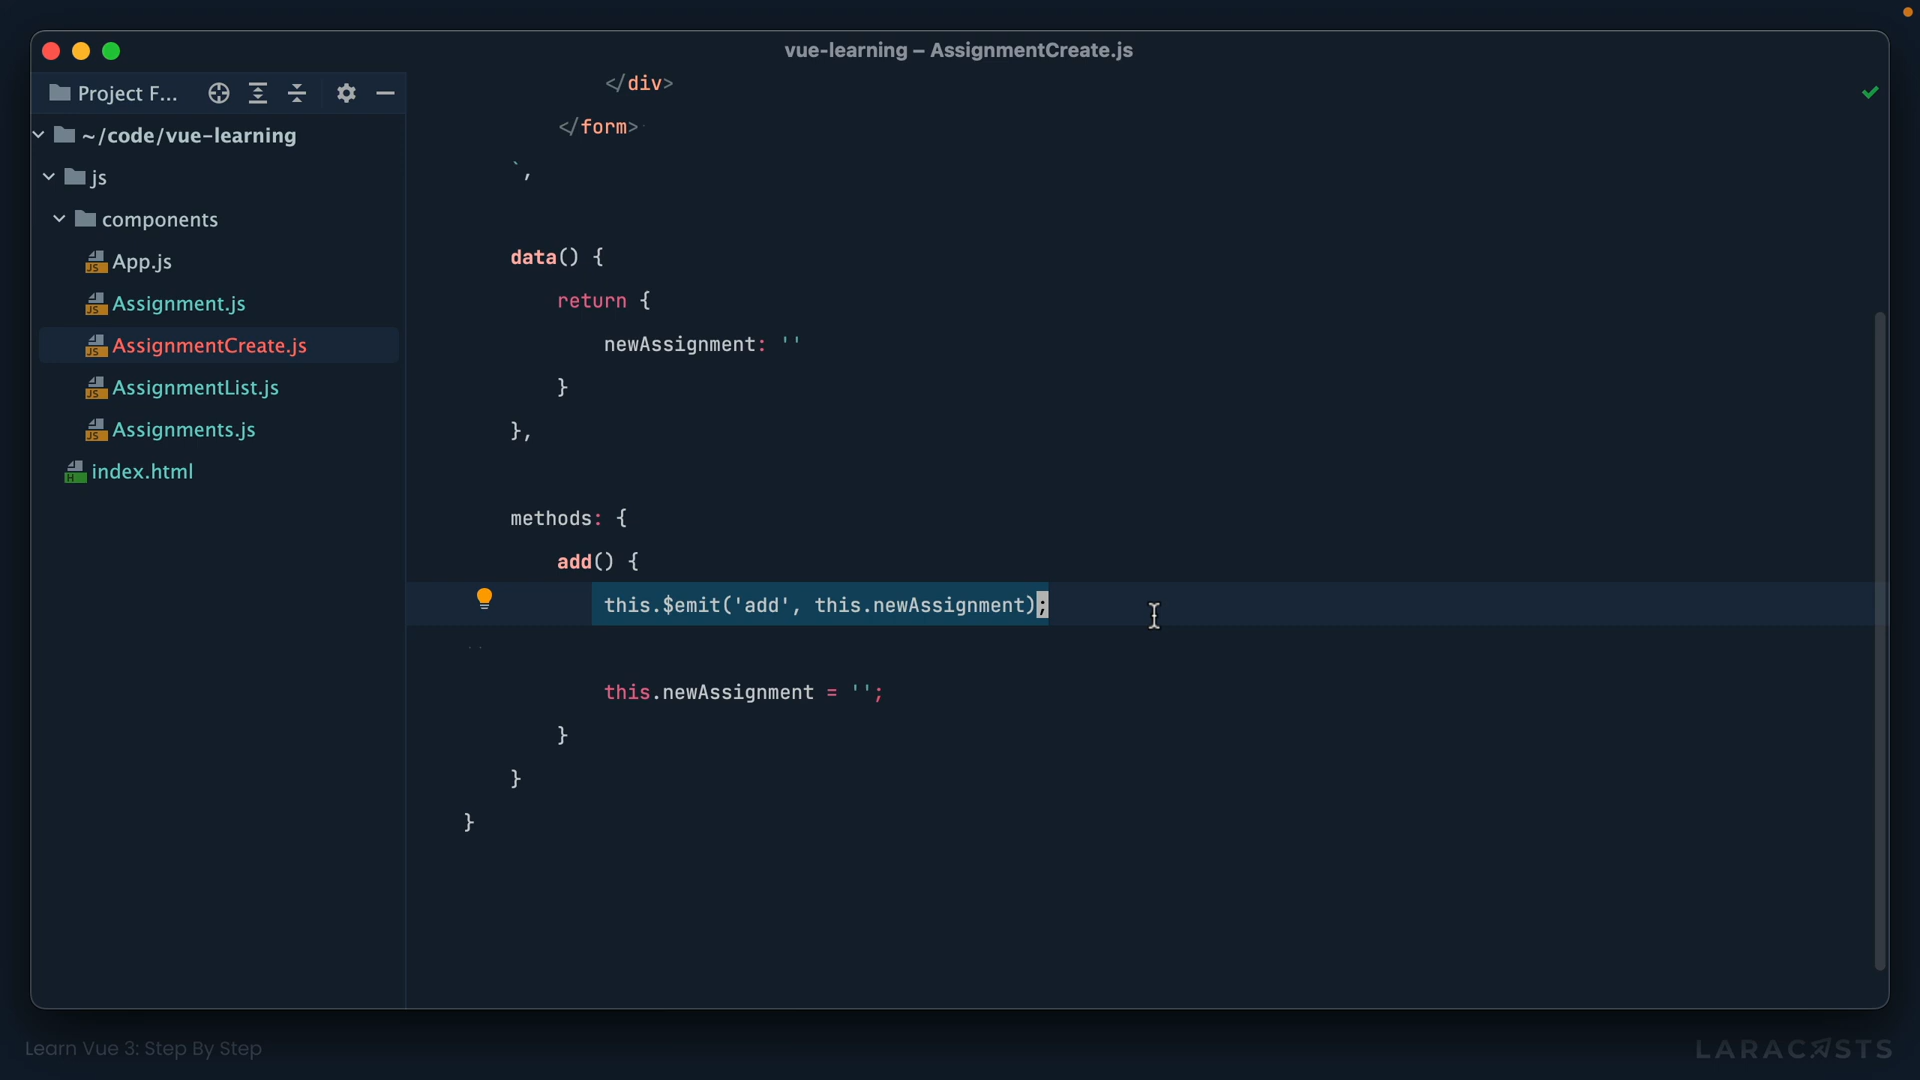 vue-learning – AssignmentCreate.js
Project F...
~/code/vue-learning
js
components
App.js
Assignment.js
AssignmentCreate.js
AssignmentList.js
Assignments.js
index.html
</div>
</form>
`,
data() {
return {
newAssignment: ''
}
},
methods: {
add() {
this.$emit('add', this.newAssignment);
this.newAssignment = '';
}
}
}
Learn Vue 3: Step By Step
LARACASTS